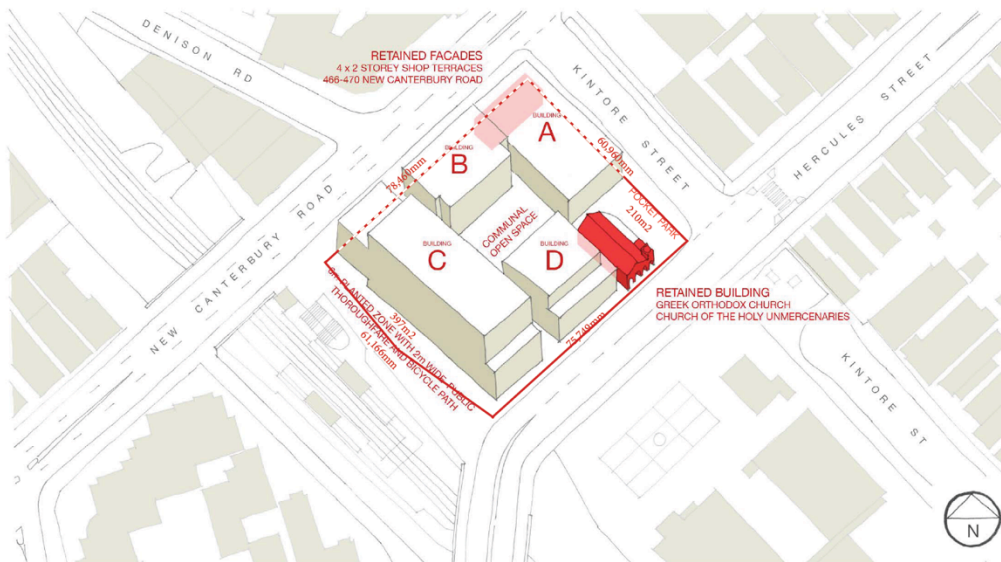 DENISON RD
RETAINED FACADES
4 x 2 STOREY SHOP TERRACES
466-470 NEW CANTERBURY ROAD
KINTORE STREET
HERCULES STREET
BUILDING
A
60,960mm
BUILDING
B
78,460mm
POCKET PARK
210m2
COMMUNAL
OPEN SPACE
BUILDING
C
BUILDING
D
NEW CANTERBURY ROAD
RETAINED BUILDING
GREEK ORTHODOX CHURCH
CHURCH OF THE HOLY UNMERCENARIES
75,749mm
6m PLANTED ZONE WITH 2m WIDE PUBLIC
THOROUGHFARE AND BICYCLE PATH
397m2
61,166mm
KINTORE ST
N